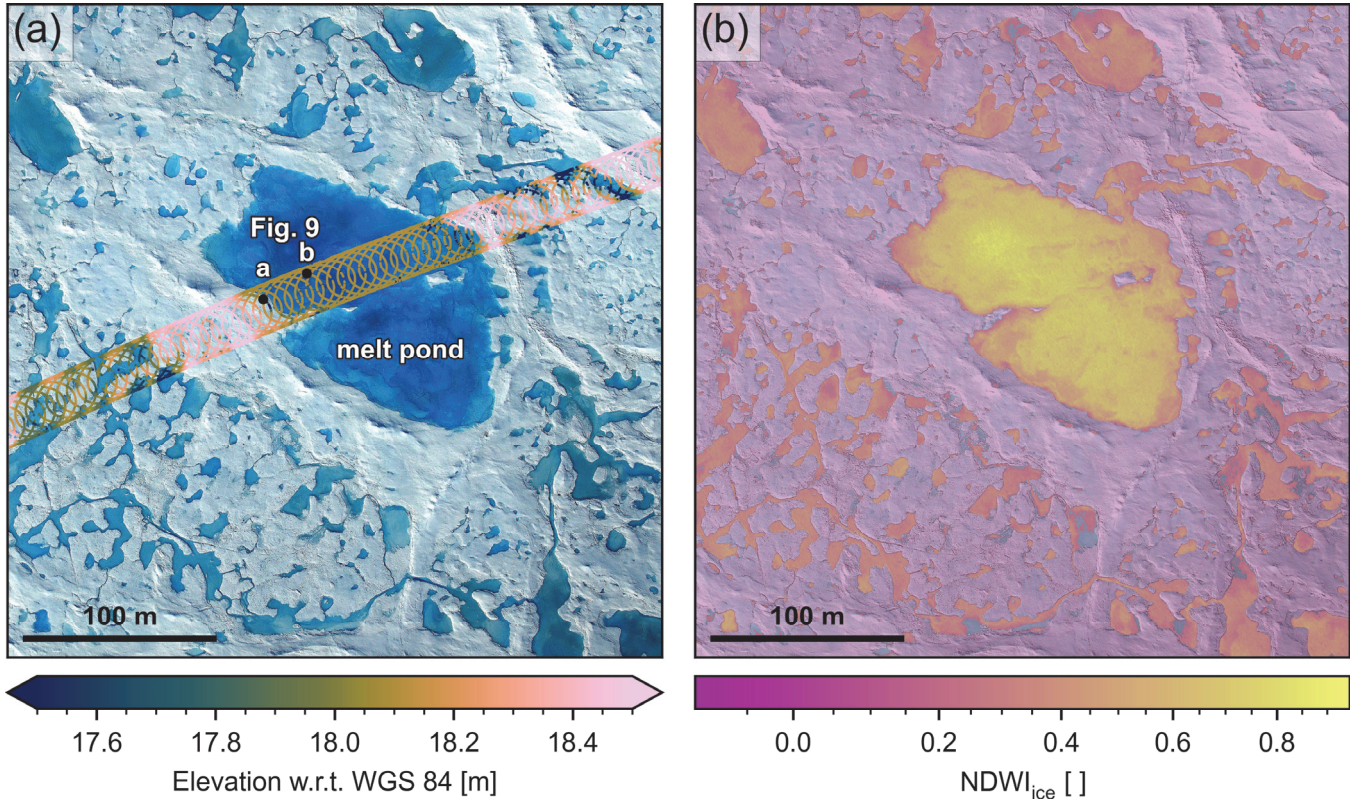 (a)
Fig. 9
b
a
melt pond
100 m
17.6 17.8 18.0 18.2 18.4
Elevation w.r.t. WGS 84 [m]
(b)
100 m
0.0 0.2 0.4 0.6 0.8
NDWIice [ ]